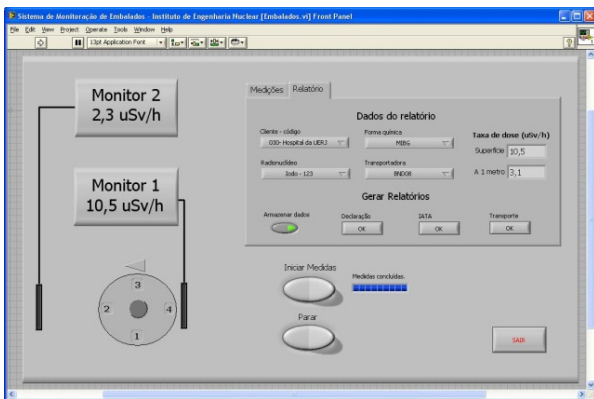 Sistema de Monitoração de Embalados - Instituto de Engenharia Nuclear [Embalados.vi] Front Panel
File Edit View Project Operate Tools Window Help
13pt Application Font
Monitor 2
2,3 uSv/h
Monitor 1
10,5 uSv/h
3
2
4
1
Medições Relatório
Dados do relatório
Cliente - código
030- Hospital da UERJ
Forma química
MIBG
Taxa de dose (uSv/h)
Superfície 10,5
Radionuclídeo
Iodo - 123
Transportadora
A 1 metro 3,1
Gerar Relatórios
Armazenar dados
Declaração
OK
IATA
OK
Transporte
OK
Iniciar Medidas
Medidas concluídas.
Parar
SAIR